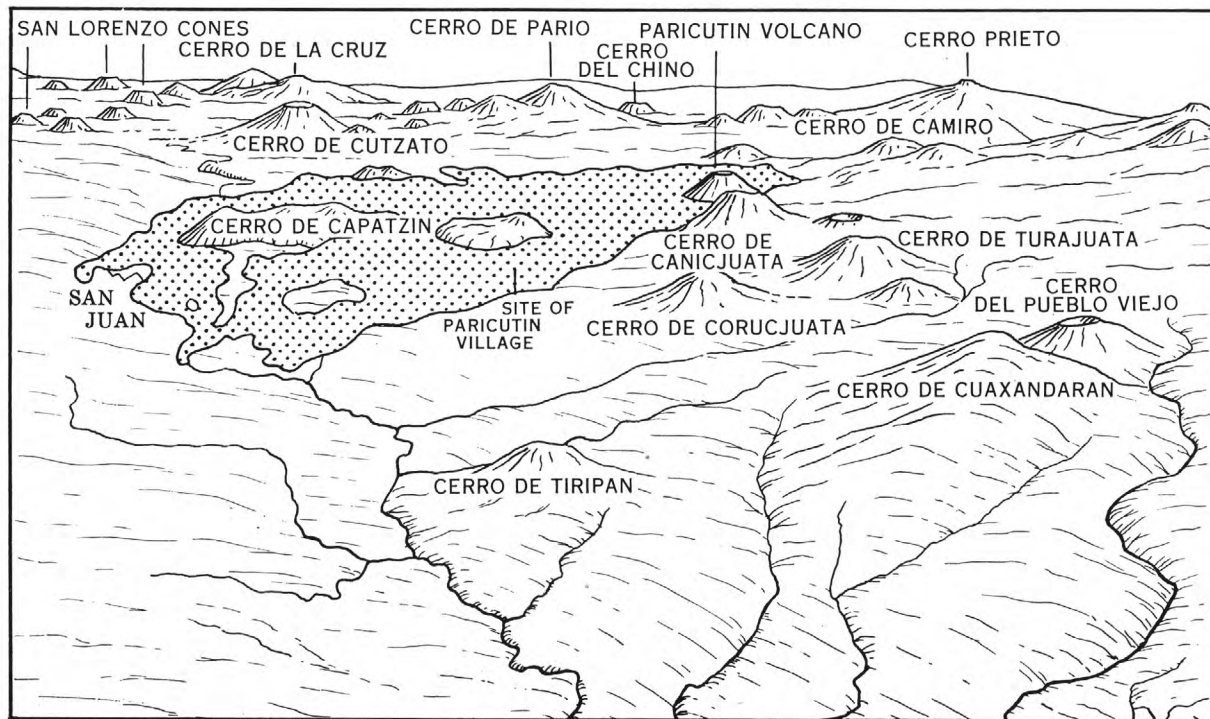 SAN LORENZO CONES
CERRO DE LA CRUZ
CERRO DE PARIO
CERRO
DEL CHINO
PARICUTIN VOLCANO
CERRO PRIETO
CERRO DE CUTZATO
CERRO DE CAMIRO
CERRO DE CAPATZIN
CERRO DE
CANICJUATA
CERRO DE TURAJUATA
SAN
JUAN
SITE OF
PARICUTIN
VILLAGE
CERRO DE CORUCJUATA
CERRO
DEL PUEBLO VIEJO
CERRO DE CUAXANDARAN
CERRO DE TIRIPAN